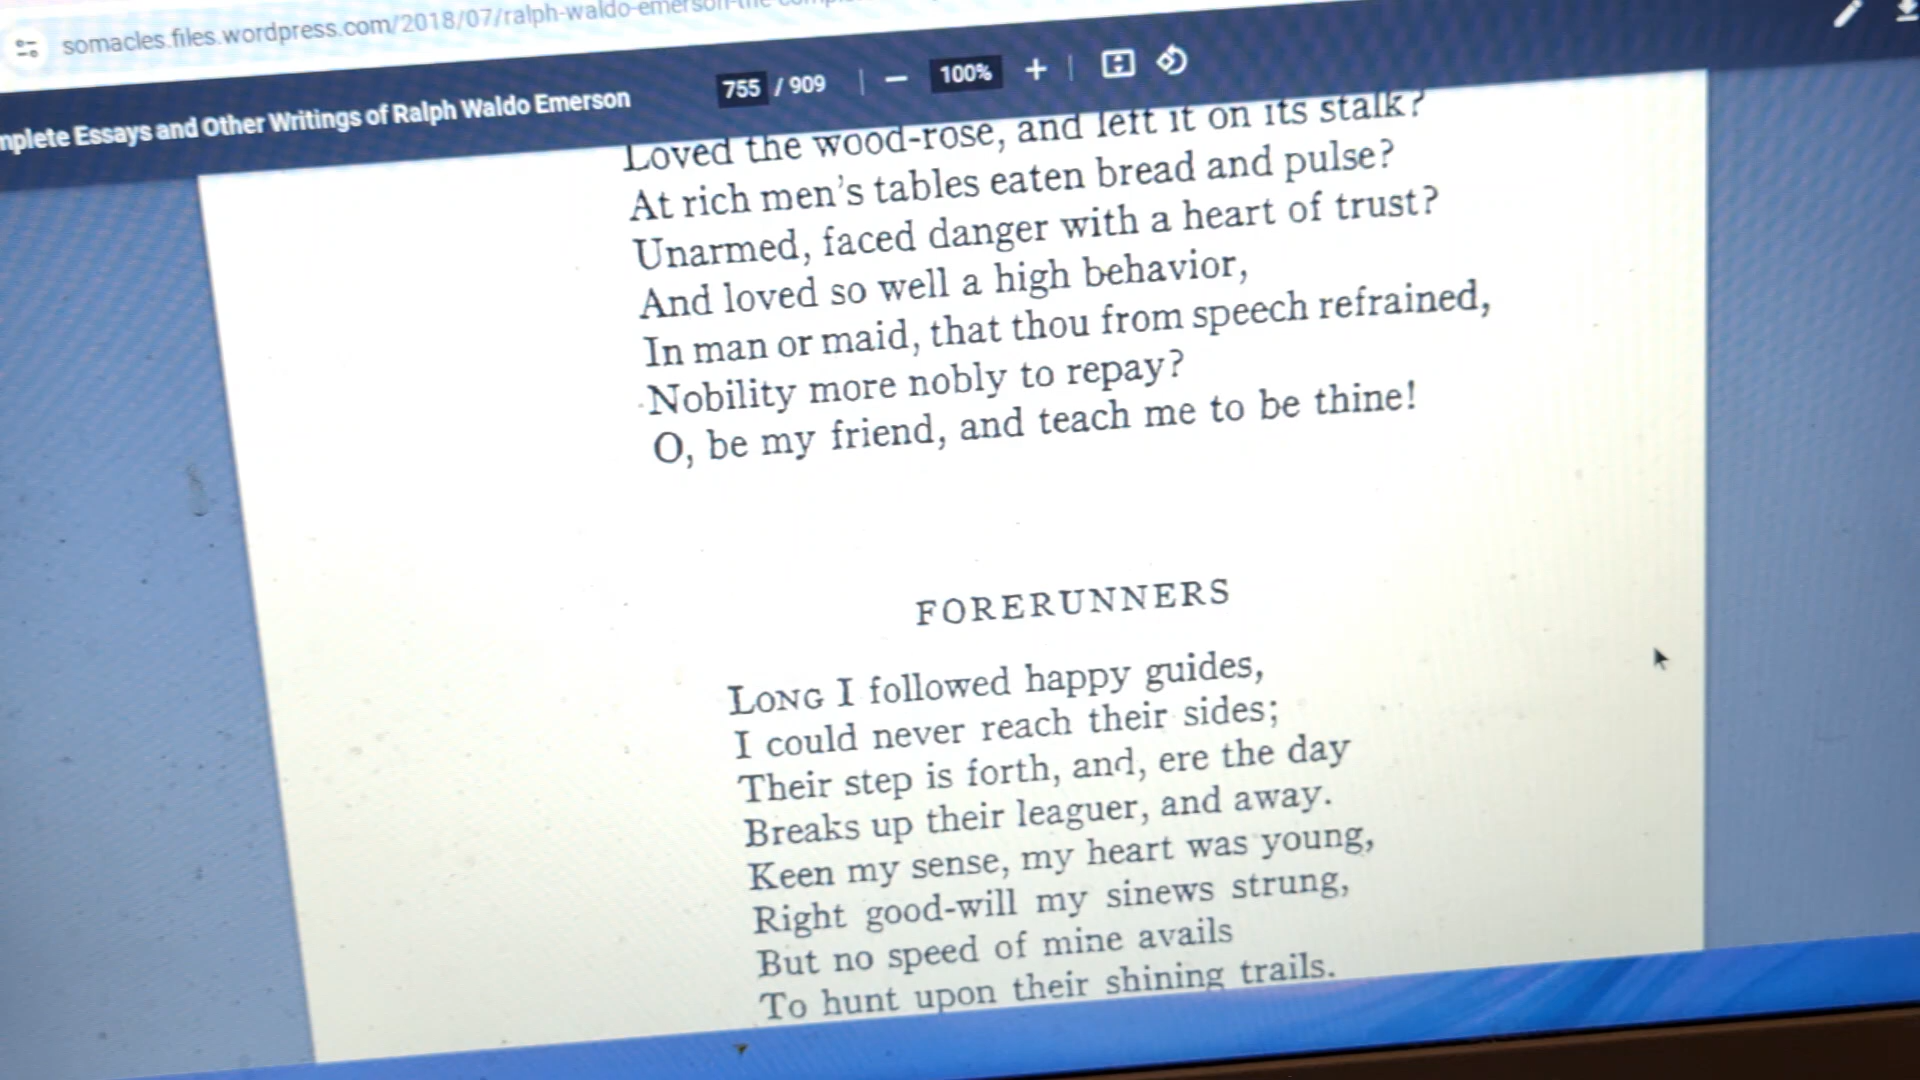 somacles.files.wordpress.com/2018/07/ralph-waldo-emerson-the-comple
mplete Essays and Other Writings of Ralph Waldo Emerson
755 / 909
100%
Loved the wood-rose, and left it on its stalk?
At rich men's tables eaten bread and pulse?
Unarmed, faced danger with a heart of trust?
And loved so well a high behavior,
In man or maid, that thou from speech refrained,
Nobility more nobly to repay?
O, be my friend, and teach me to be thine!
FORERUNNERS
LONG I followed happy guides,
I could never reach their sides;
Their step is forth, and, ere the day
Breaks up their leaguer, and away.
Keen my sense, my heart was young,
Right good-will my sinews strung,
But no speed of mine avails
To hunt upon their shining trails.